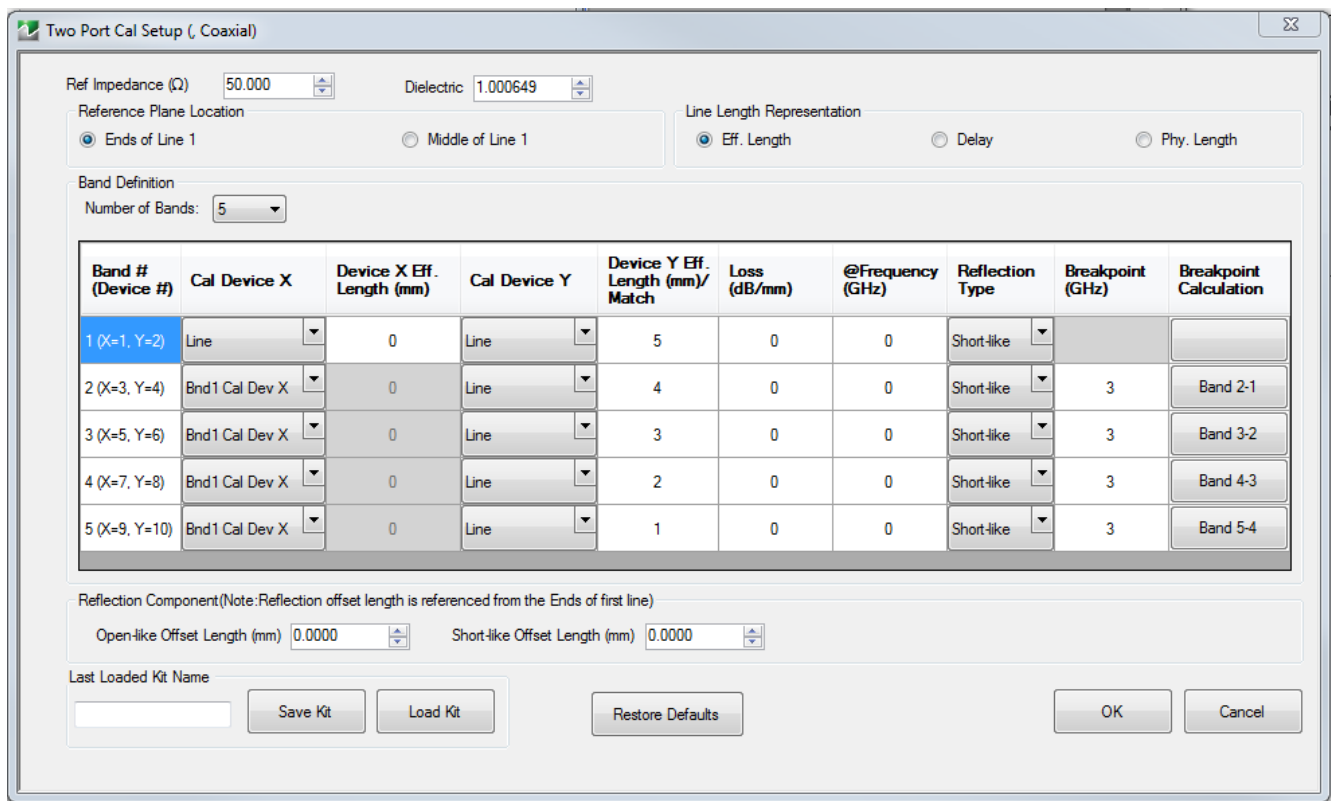 Two Port Cal Setup (, Coaxial)
Ref Impedance (Ω) 50.000 Dielectric 1.000649
Reference Plane Location Line Length Representation
Ends of Line 1 Middle of Line 1 Eff. Length Delay Phy. Length
Band Definition
Number of Bands: 5
Band # (Device #) Cal Device X Device X Eff. Length (mm) Cal Device Y Device Y Eff. Length (mm)/ Match Loss (dB/mm) @Frequency (GHz) Reflection Type Breakpoint (GHz) Breakpoint Calculation
1 (X=1, Y=2) Line 0 Line 5 0 0 Short-like
2 (X=3, Y=4) Bnd1 Cal Dev X 0 Line 4 0 0 Short-like 3 Band 2-1
3 (X=5, Y=6) Bnd1 Cal Dev X 0 Line 3 0 0 Short-like 3 Band 3-2
4 (X=7, Y=8) Bnd1 Cal Dev X 0 Line 2 0 0 Short-like 3 Band 4-3
5 (X=9, Y=10) Bnd1 Cal Dev X 0 Line 1 0 0 Short-like 3 Band 5-4
Reflection Component(Note:Reflection offset length is referenced from the Ends of first line)
Open-like Offset Length (mm) 0.0000 Short-like Offset Length (mm) 0.0000
Last Loaded Kit Name
Save Kit Load Kit Restore Defaults OK Cancel